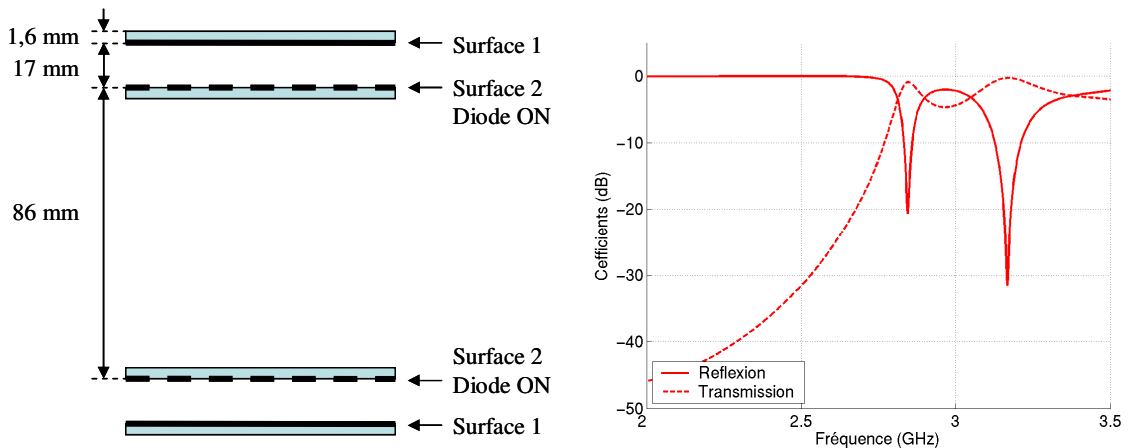 1,6 mm
17 mm
86 mm
Surface 1
Surface 2
Diode ON
Surface 2
Diode ON
Surface 1
0
−10
−20
−30
−40
−50
Cefficients (dB)
2
2.5
3
3.5
Fréquence (GHz)
Reflexion
Transmission